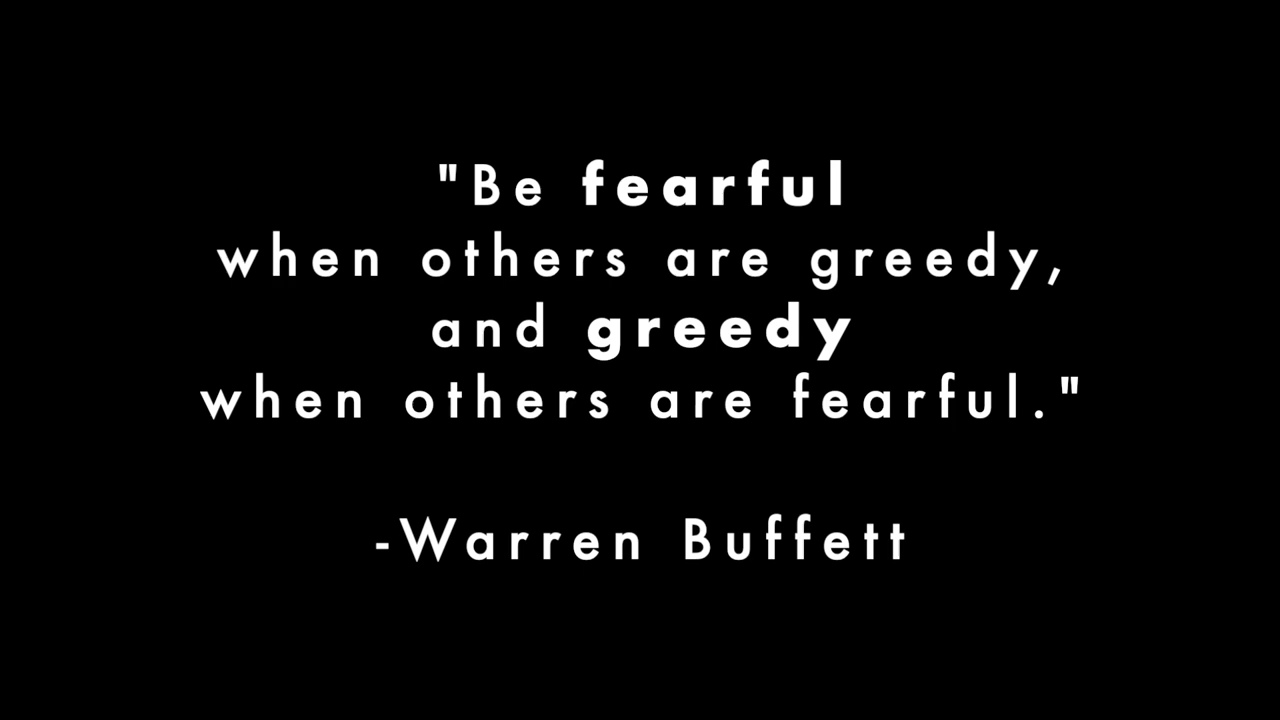 "Be fearful
when others are greedy,
and greedy
when others are fearful."
-Warren Buffett